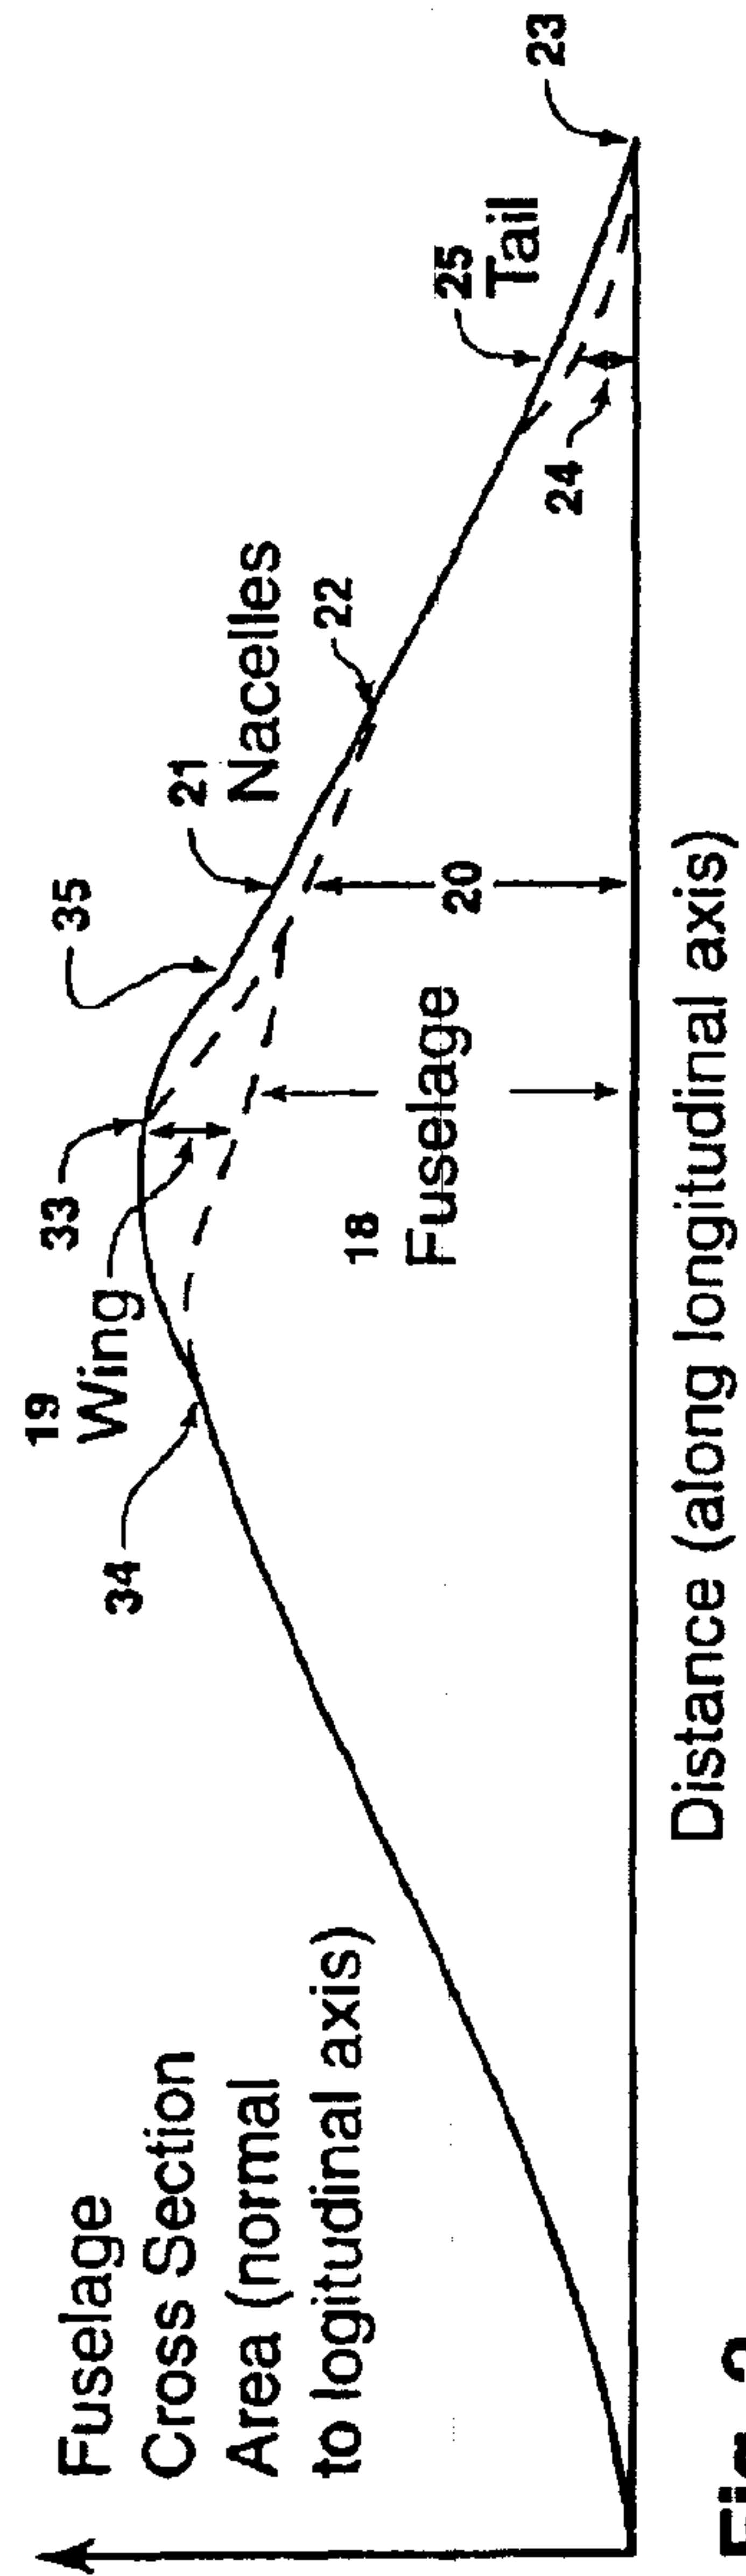 Fuselage
Cross Section
Area (normal
to logitudinal axis)
34
19
Wing
33
35
18
Fuselage
20
21
Nacelles
22
24
25
Tail
23
Distance (along longitudinal axis)